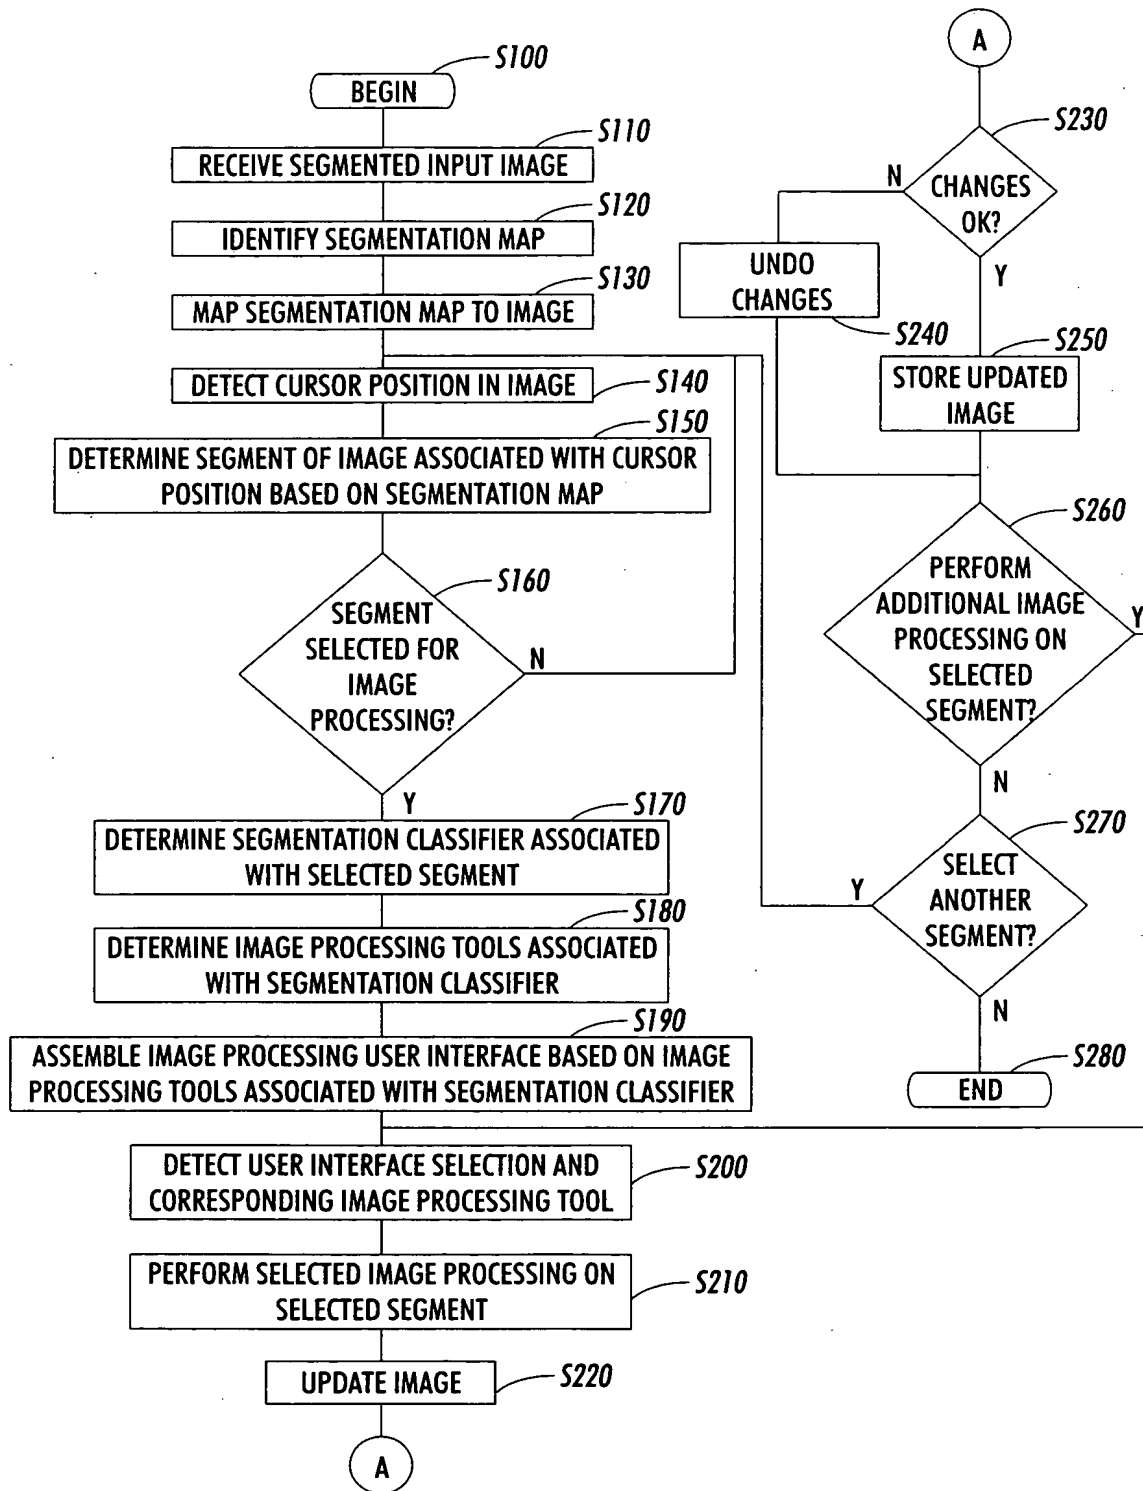 S100
BEGIN
S110
RECEIVE SEGMENTED INPUT IMAGE
S120
IDENTIFY SEGMENTATION MAP
S130
MAP SEGMENTATION MAP TO IMAGE
DETECT CURSOR POSITION IN IMAGE
S140
S150
DETERMINE SEGMENT OF IMAGE ASSOCIATED WITH CURSOR
POSITION BASED ON SEGMENTATION MAP
S160
SEGMENT
SELECTED FOR
IMAGE
PROCESSING?
N
Y
S170
DETERMINE SEGMENTATION CLASSIFIER ASSOCIATED
WITH SELECTED SEGMENT
S180
DETERMINE IMAGE PROCESSING TOOLS ASSOCIATED
WITH SEGMENTATION CLASSIFIER
S190
ASSEMBLE IMAGE PROCESSING USER INTERFACE BASED ON IMAGE
PROCESSING TOOLS ASSOCIATED WITH SEGMENTATION CLASSIFIER
DETECT USER INTERFACE SELECTION AND
CORRESPONDING IMAGE PROCESSING TOOL
S200
PERFORM SELECTED IMAGE PROCESSING ON
SELECTED SEGMENT
S210
UPDATE IMAGE
S220
A
A
S230
CHANGES
OK?
N
Y
UNDO
CHANGES
S240
S250
STORE UPDATED
IMAGE
S260
PERFORM
ADDITIONAL IMAGE
PROCESSING ON
SELECTED
SEGMENT?
Y
N
S270
SELECT
ANOTHER
SEGMENT?
Y
N
S280
END